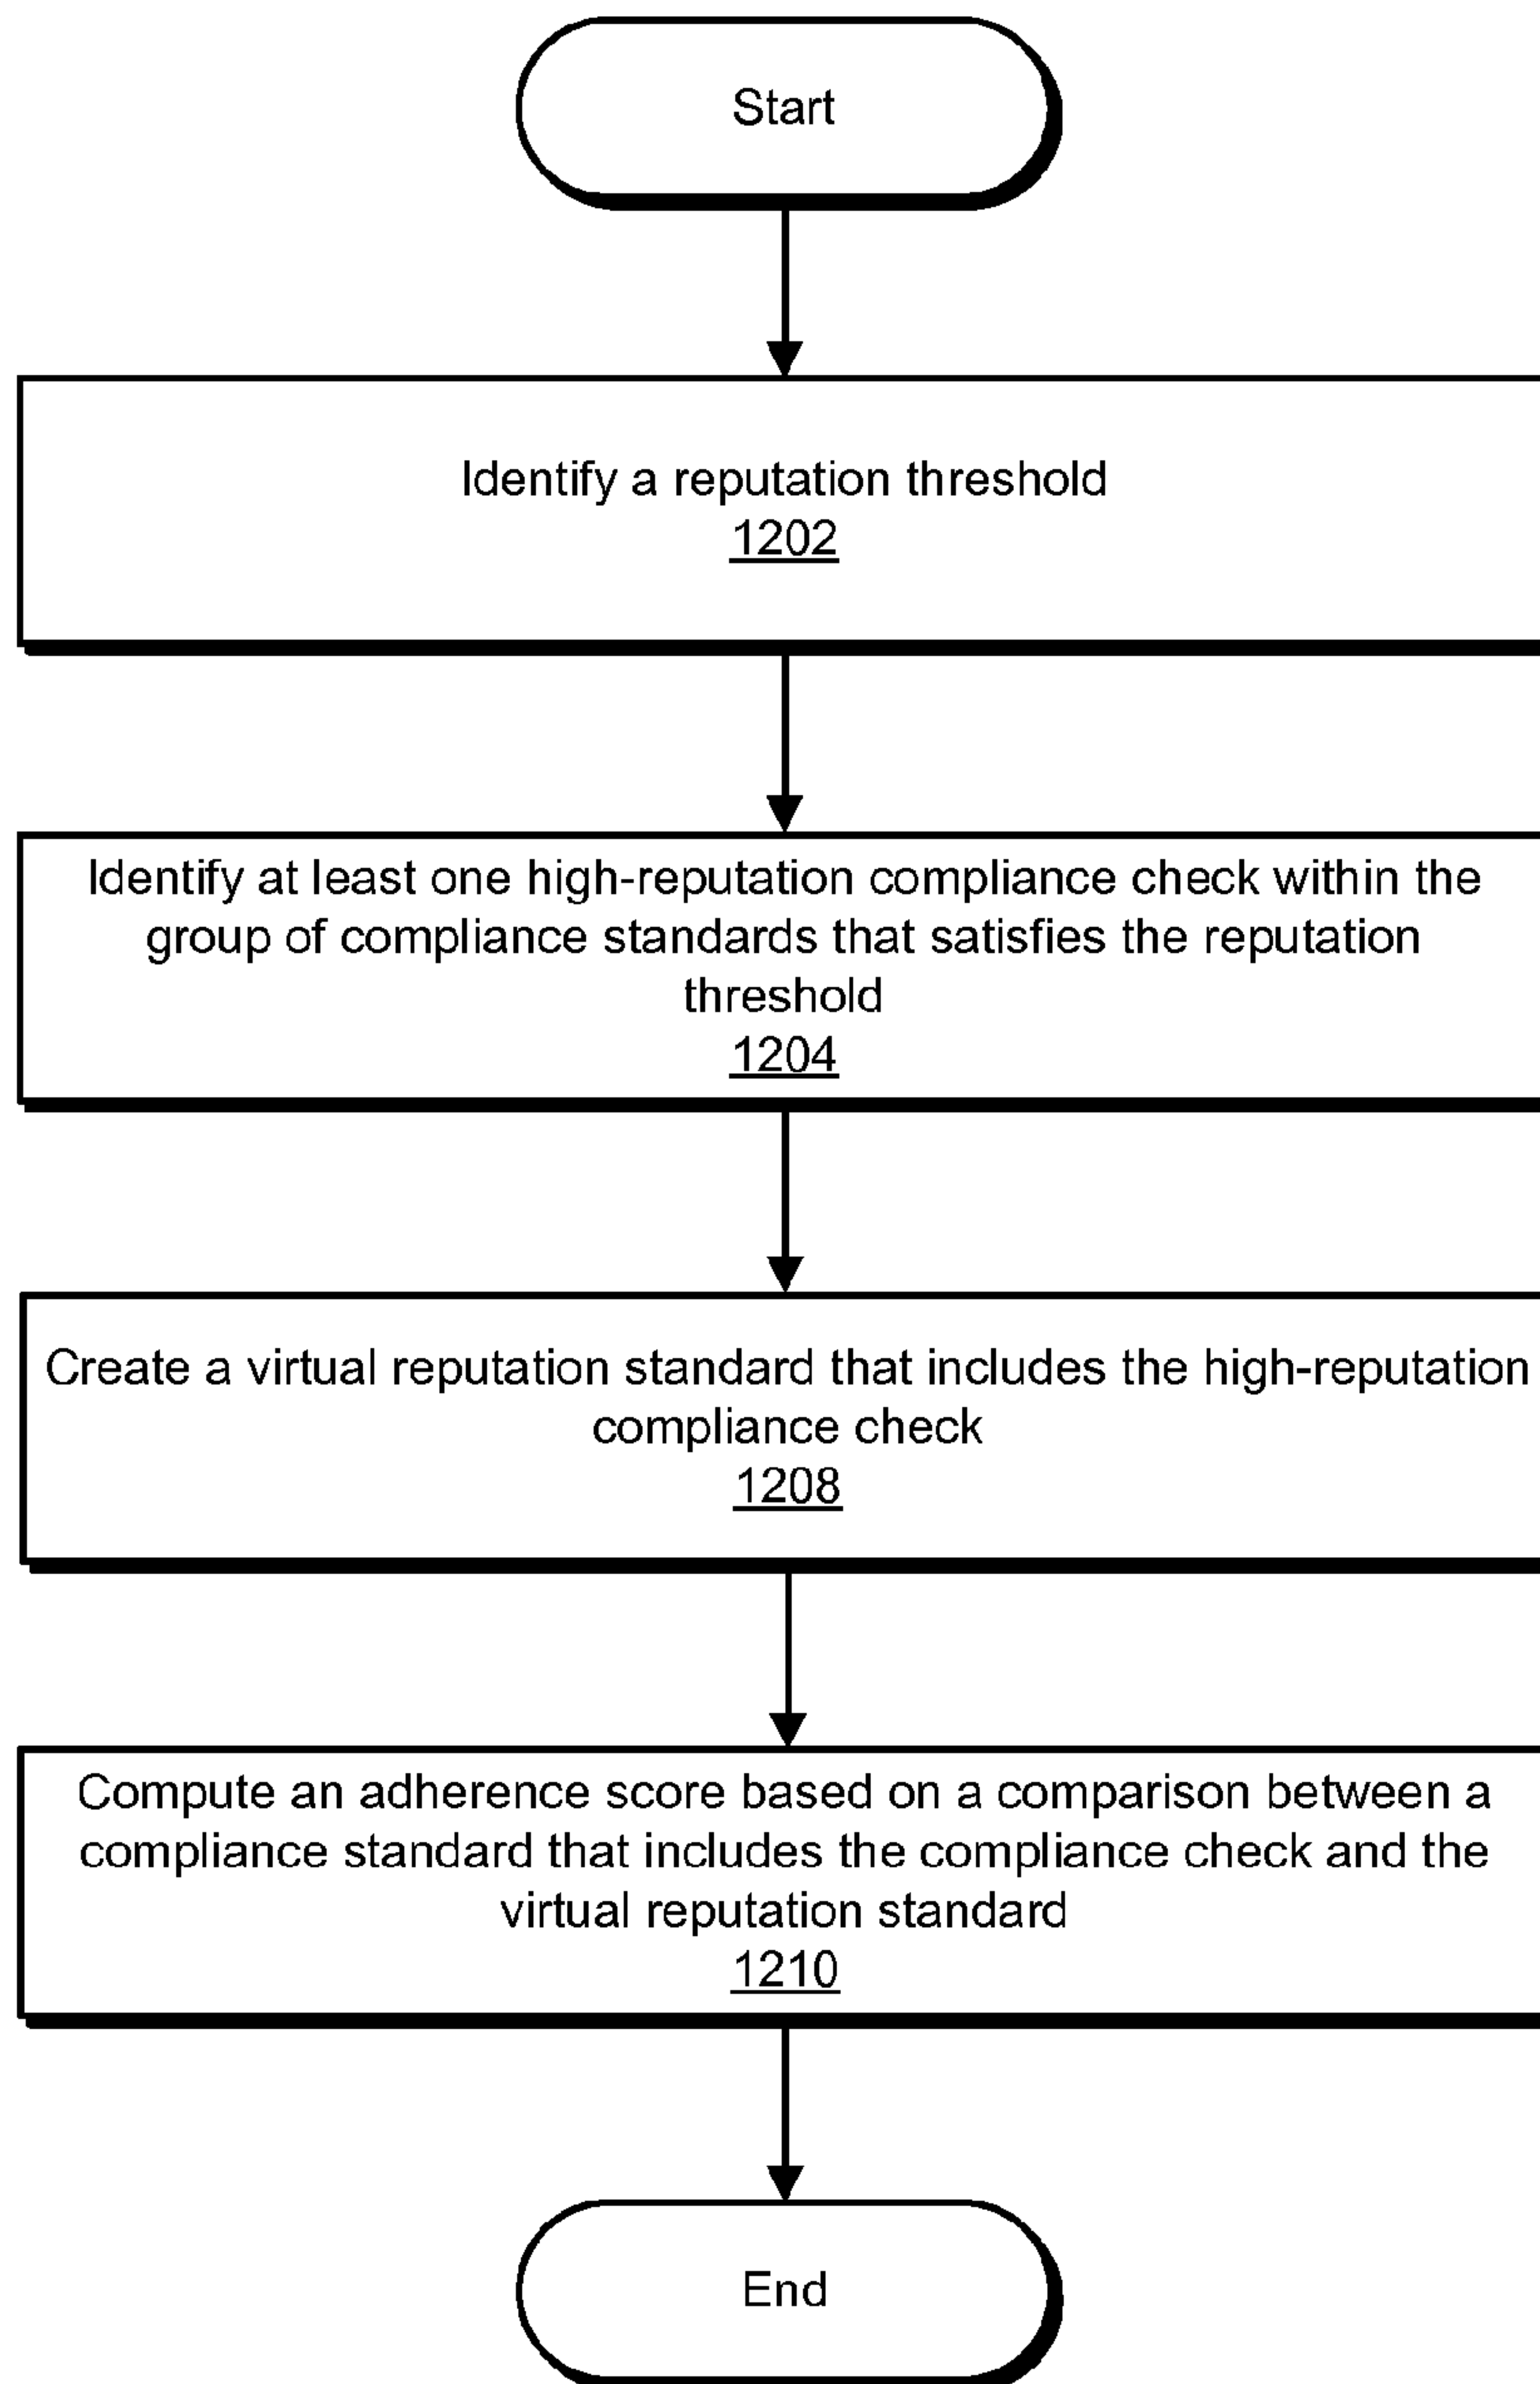 Start
Identify a reputation threshold
1202
Identify at least one high-reputation compliance check within the
group of compliance standards that satisfies the reputation
threshold
1204
Create a virtual reputation standard that includes the high-reputation
compliance check
1208
Compute an adherence score based on a comparison between a
compliance standard that includes the compliance check and the
virtual reputation standard
1210
End